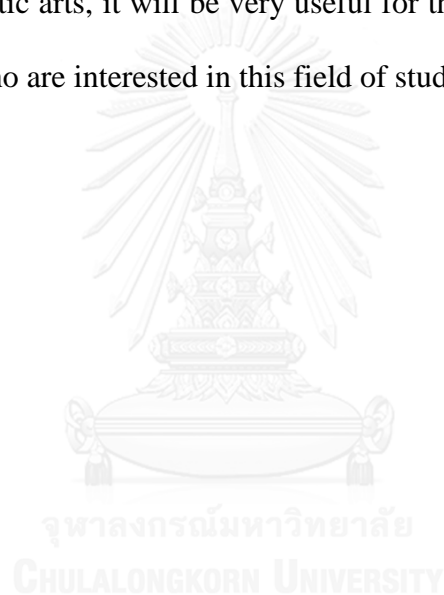 tic arts, it will be very useful for th
o are interested in this field of stud
จุฬาลงกรณ์มหาวิทยาลัย
CHULALONGKORN UNIVERSITY